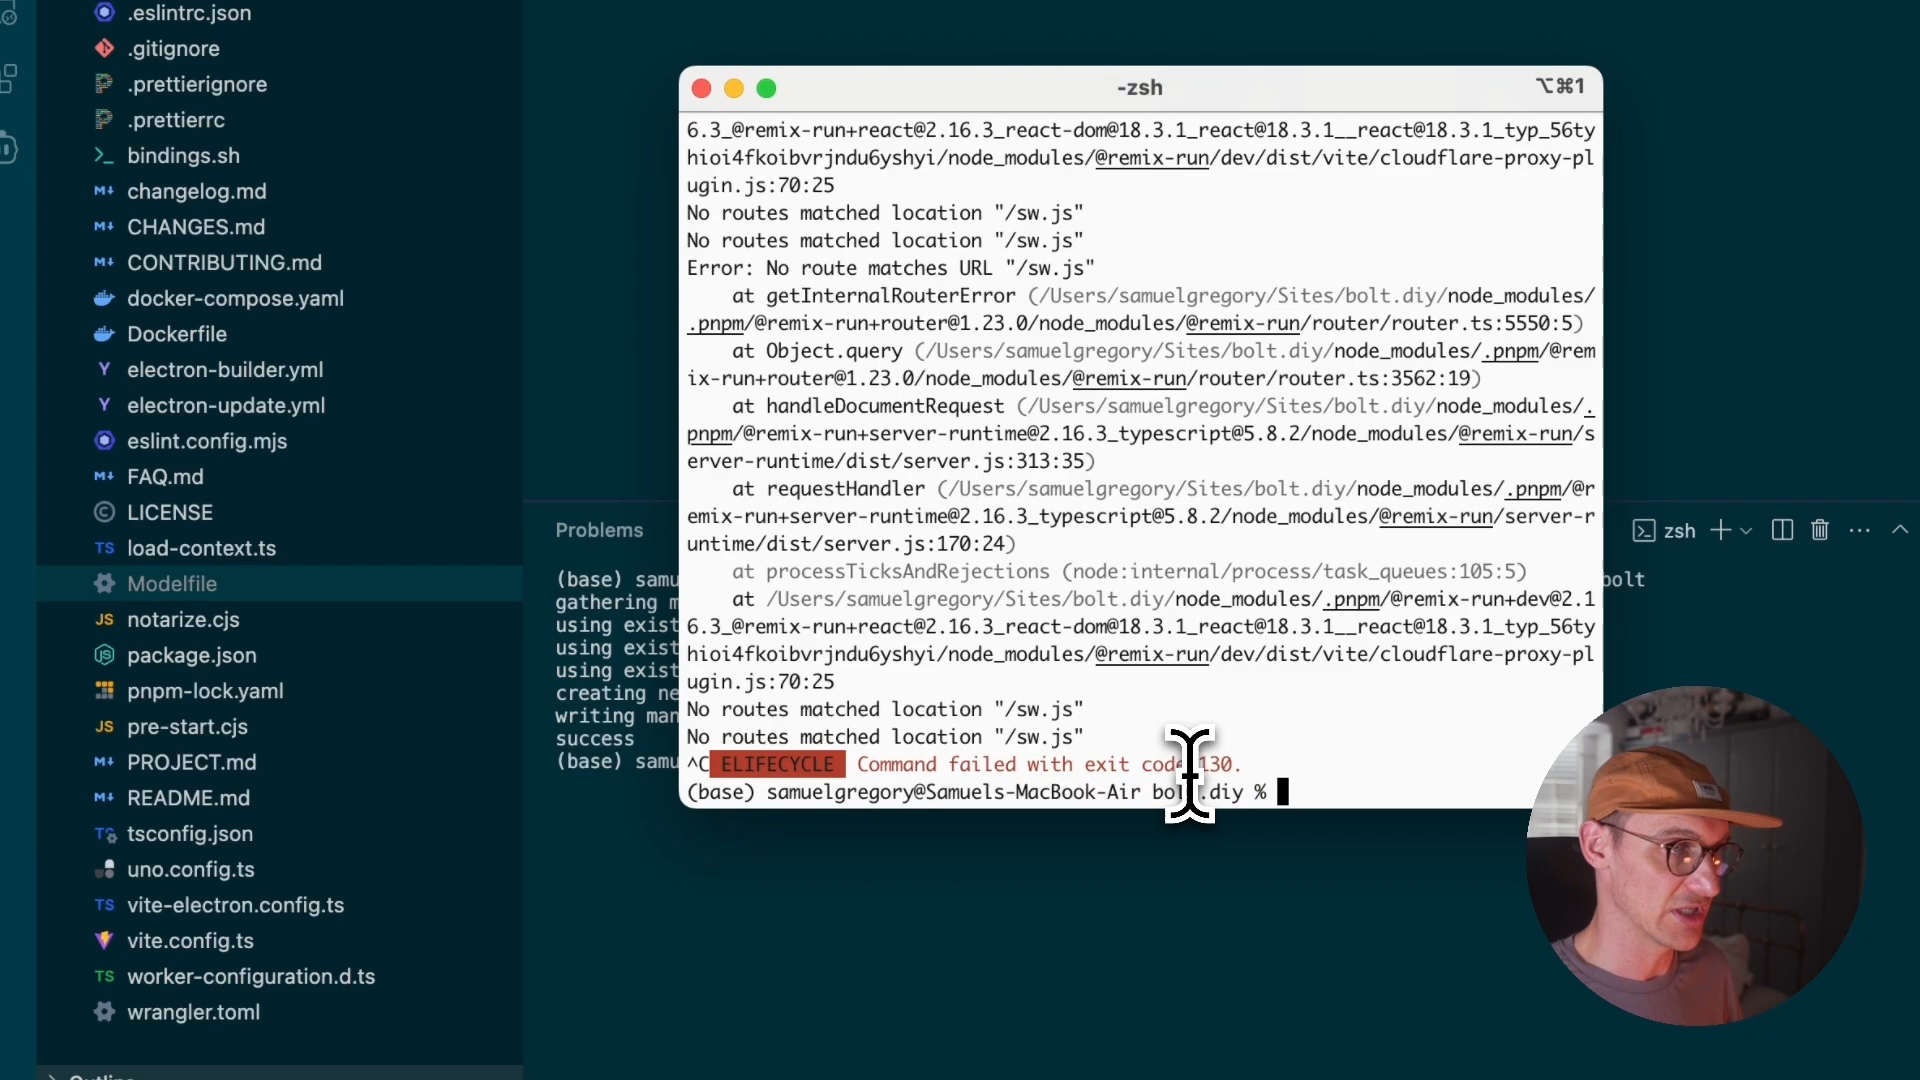 .eslintrc.json
.gitignore
.prettierignore
.prettierrc
bindings.sh
changelog.md
CHANGES.md
CONTRIBUTING.md
docker-compose.yaml
Dockerfile
electron-builder.yml
electron-update.yml
eslint.config.mjs
FAQ.md
LICENSE
load-context.ts
Modelfile
notarize.cjs
package.json
pnpm-lock.yaml
pre-start.cjs
PROJECT.md
README.md
tsconfig.json
uno.config.ts
vite-electron.config.ts
vite.config.ts
worker-configuration.d.ts
wrangler.toml
Problems
(base) samu
gathering m
using exist
using exist
using exist
creating ne
writing man
success
(base) samu
-zsh
⌥⌘1
6.3_@remix-run+react@2.16.3_react-dom@18.3.1_react@18.3.1__react@18.3.1_typ_56ty
hioi4fkoibvrjndu6yshyi/node_modules/@remix-run/dev/dist/vite/cloudflare-proxy-pl
ugin.js:70:25
No routes matched location "/sw.js"
No routes matched location "/sw.js"
Error: No route matches URL "/sw.js"
at getInternalRouterError (/Users/samuelgregory/Sites/bolt.diy/node_modules/
.pnpm/@remix-run+router@1.23.0/node_modules/@remix-run/router/router.ts:5550:5)
at Object.query (/Users/samuelgregory/Sites/bolt.diy/node_modules/.pnpm/@rem
ix-run+router@1.23.0/node_modules/@remix-run/router/router.ts:3562:19)
at handleDocumentRequest (/Users/samuelgregory/Sites/bolt.diy/node_modules/.
pnpm/@remix-run+server-runtime@2.16.3_typescript@5.8.2/node_modules/@remix-run/s
erver-runtime/dist/server.js:313:35)
at requestHandler (/Users/samuelgregory/Sites/bolt.diy/node_modules/.pnpm/@r
emix-run+server-runtime@2.16.3_typescript@5.8.2/node_modules/@remix-run/server-r
untime/dist/server.js:170:24)
at processTicksAndRejections (node:internal/process/task_queues:105:5)
at /Users/samuelgregory/Sites/bolt.diy/node_modules/.pnpm/@remix-run+dev@2.1
6.3_@remix-run+react@2.16.3_react-dom@18.3.1_react@18.3.1__react@18.3.1_typ_56ty
hioi4fkoibvrjndu6yshyi/node_modules/@remix-run/dev/dist/vite/cloudflare-proxy-pl
ugin.js:70:25
No routes matched location "/sw.js"
No routes matched location "/sw.js"
^C ELIFECYCLE Command failed with exit code 130.
(base) samuelgregory@Samuels-MacBook-Air bolt.diy %
zsh
bolt